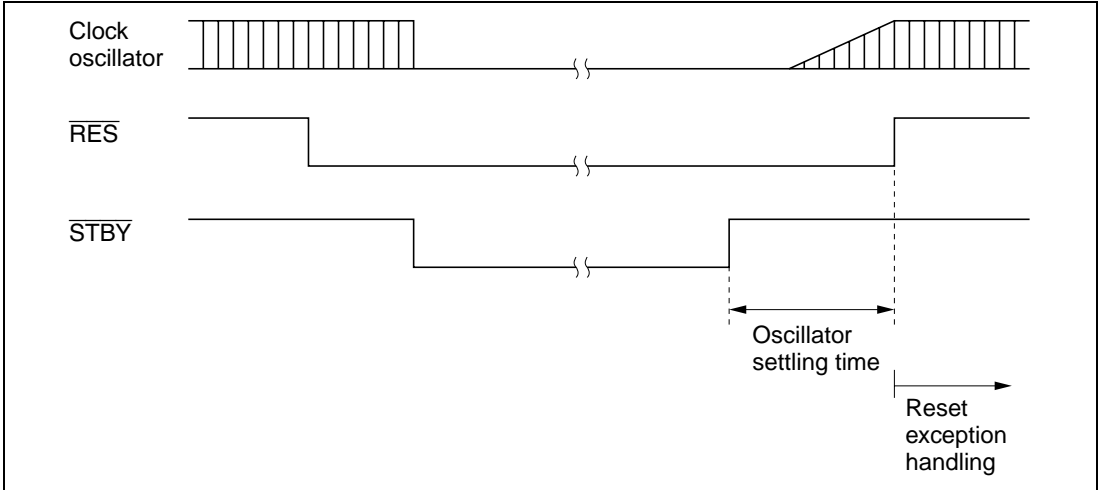 Clock
oscillator
RES
STBY
Oscillator
settling time
Reset
exception
handling